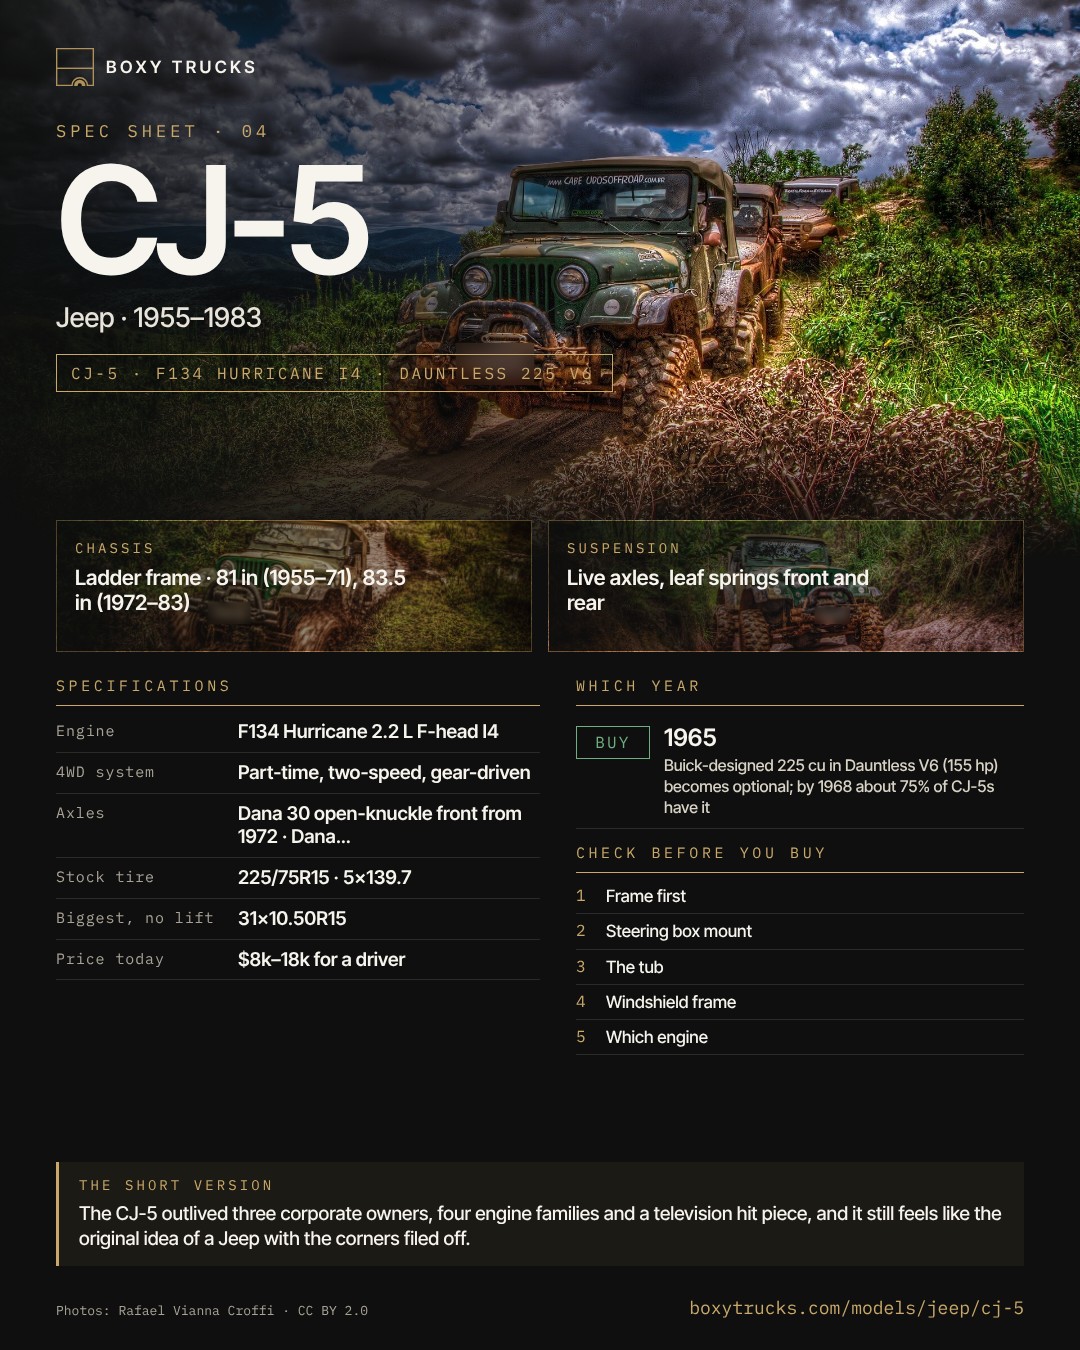 BOXY TRUCKS
SPEC SHEET · 04
CJ-5
Jeep · 1955–1983
CJ-5 · F134 HURRICANE I4 · DAUNTLESS 225 V6
WWW.CABE UDOSOFFROAD.COM.BR
CHASSIS
Ladder frame · 81 in (1955–71), 83.5
in (1972–83)
SUSPENSION
Live axles, leaf springs front and
rear
SPECIFICATIONS
Engine F134 Hurricane 2.2 L F-head I4
4WD system Part-time, two-speed, gear-driven
Axles Dana 30 open-knuckle front from
1972 · Dana…
Stock tire 225/75R15 · 5×139.7
Biggest, no lift 31×10.50R15
Price today $8k–18k for a driver
WHICH YEAR
BUY 1965
Buick-designed 225 cu in Dauntless V6 (155 hp)
becomes optional; by 1968 about 75% of CJ-5s
have it
CHECK BEFORE YOU BUY
1 Frame first
2 Steering box mount
3 The tub
4 Windshield frame
5 Which engine
THE SHORT VERSION
The CJ-5 outlived three corporate owners, four engine families and a television hit piece, and it still feels like the
original idea of a Jeep with the corners filed off.
Photos: Rafael Vianna Croffi · CC BY 2.0
boxytrucks.com/models/jeep/cj-5